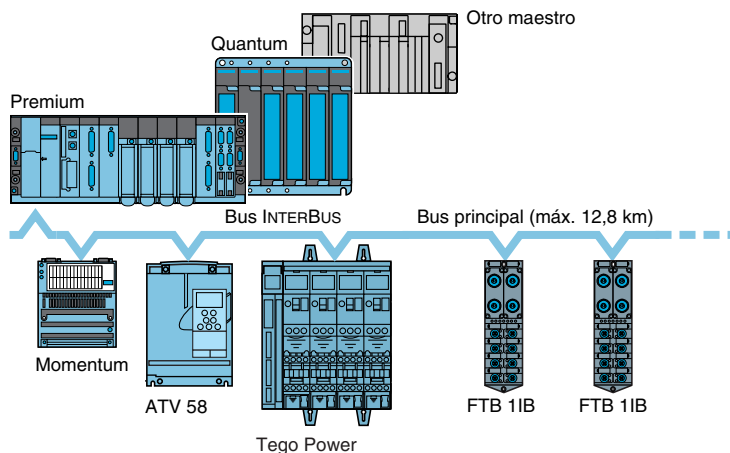 Otro maestro
Quantum
Premium
Bus INTERBUS
Bus principal (máx. 12,8 km)
Momentum
ATV 58
Tego Power
FTB 1IB
FTB 1IB